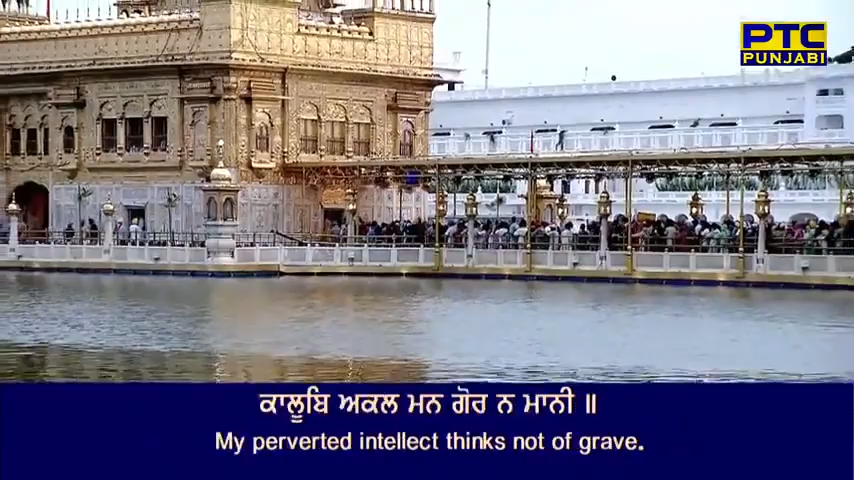 PTC
PUNJABI
ਕਾਲੂਬਿ ਅਕਲ ਮਨ ਗੋਰ ਨ ਮਾਨੀ ॥
My perverted intellect thinks not of grave.